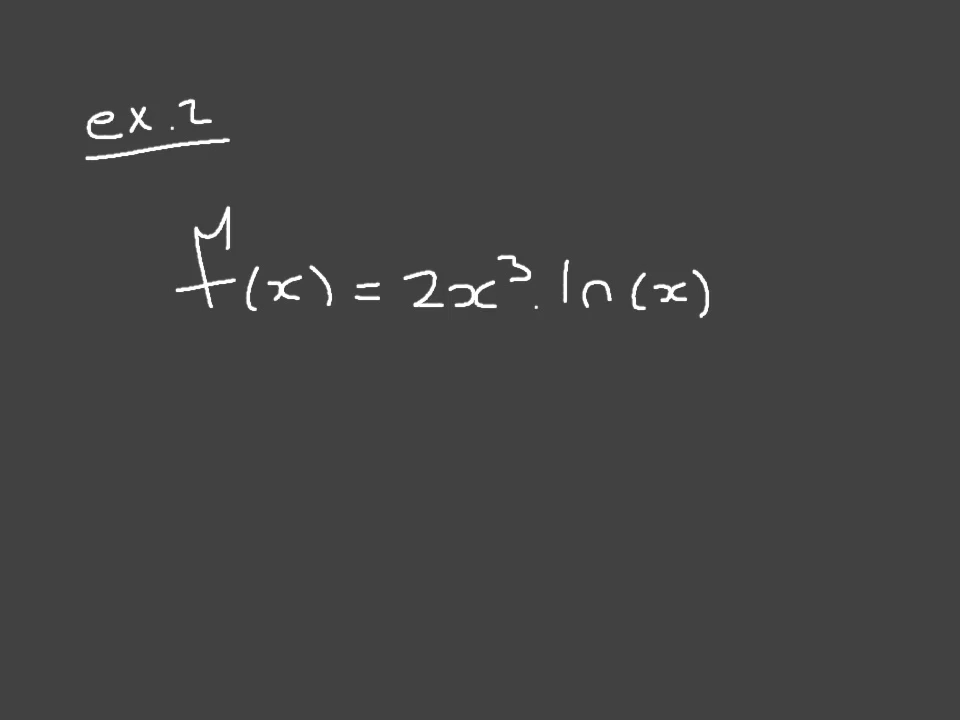 ex.2
f(x) = 2x³. ln(x)